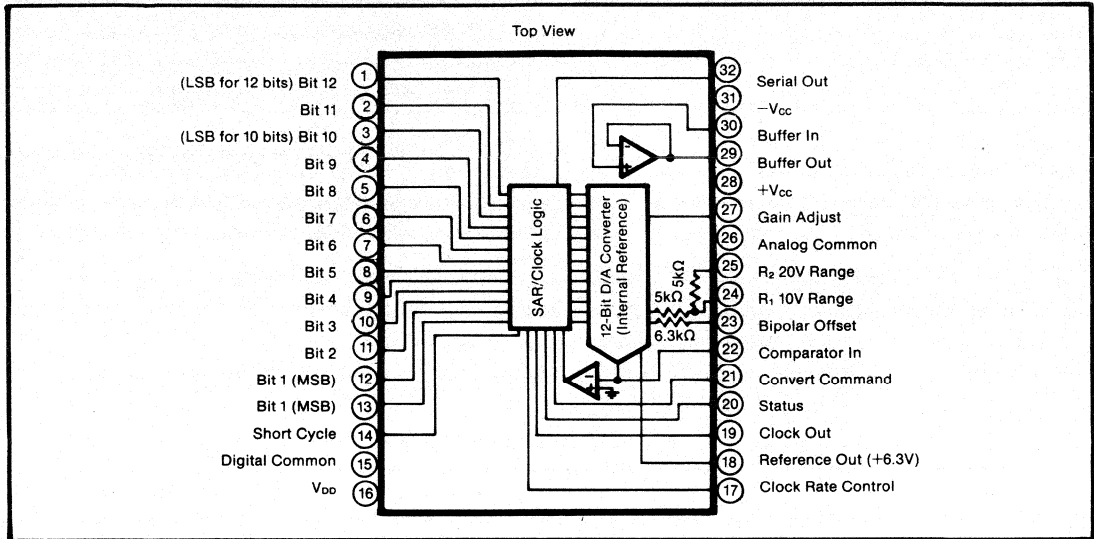 Top View
(LSB for 12 bits) Bit 12 1
Bit 11 2
(LSB for 10 bits) Bit 10 3
Bit 9 4
Bit 8 5
Bit 7 6
Bit 6 7
Bit 5 8
Bit 4 9
Bit 3 10
Bit 2 11
Bit 1 (MSB) 12
Bit 1 (MSB) 13
Short Cycle 14
Digital Common 15
VDD 16
SAR/Clock Logic
12-Bit D/A Converter
(Internal Reference)
-
+
-
+
5kΩ
5kΩ
6.3kΩ
32 Serial Out
31 −Vcc
30 Buffer In
29 Buffer Out
28 +Vcc
27 Gain Adjust
26 Analog Common
25 R₂ 20V Range
24 R₁ 10V Range
23 Bipolar Offset
22 Comparator In
21 Convert Command
20 Status
19 Clock Out
18 Reference Out (+6.3V)
17 Clock Rate Control